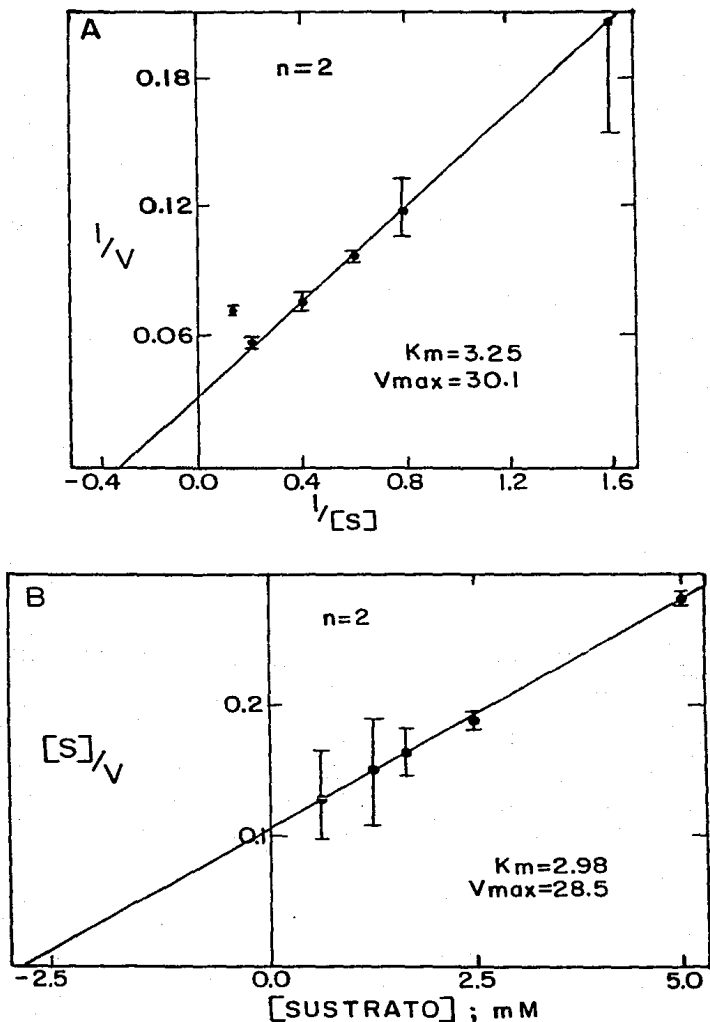 A
n=2
0.18
0.12
1/V
0.06
Km=3.25
Vmax=30.1
-0.4 0.0 0.4 0.8 1.2 1.6
1/[S]
B
n=2
0.2
[S]/V
0.1
Km=2.98
Vmax=28.5
-2.5 0.0 2.5 5.0
[SUSTRATO] ; mM